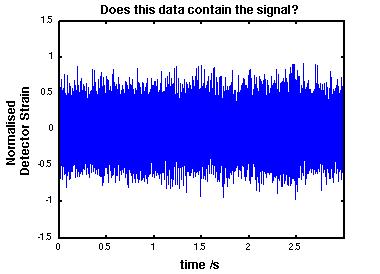 Does this data contain the signal?
1.5
1
0.5
0
-0.5
-1
-1.5
Normalised
Detector Strain
0 0.5 1 1.5 2 2.5
time /s